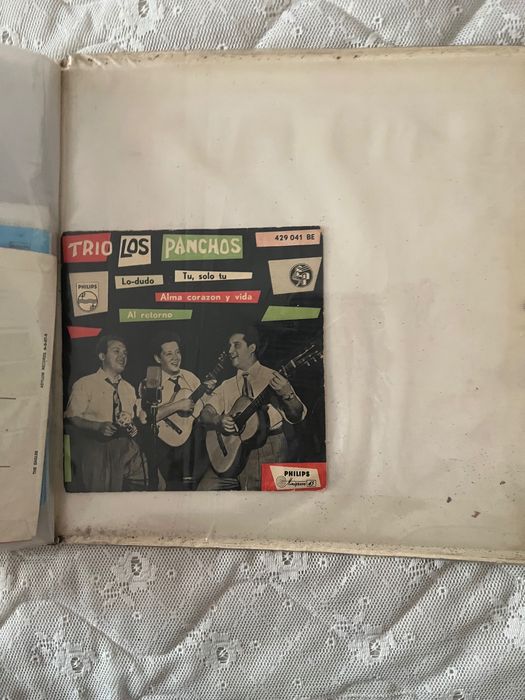 TRIO LOS PANCHOS
429 041 BE
PHILIPS
Lo-dudo
Tu, solo tu
Alma corazon y vida
Al retorno
PHILIPS